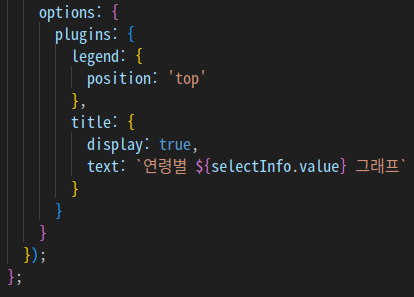 options: {
plugins: {
legend: {
position: 'top'
},
title: {
display: true,
text: `연령별 ${selectInfo.value} 그래프`
}
}
}
});
};